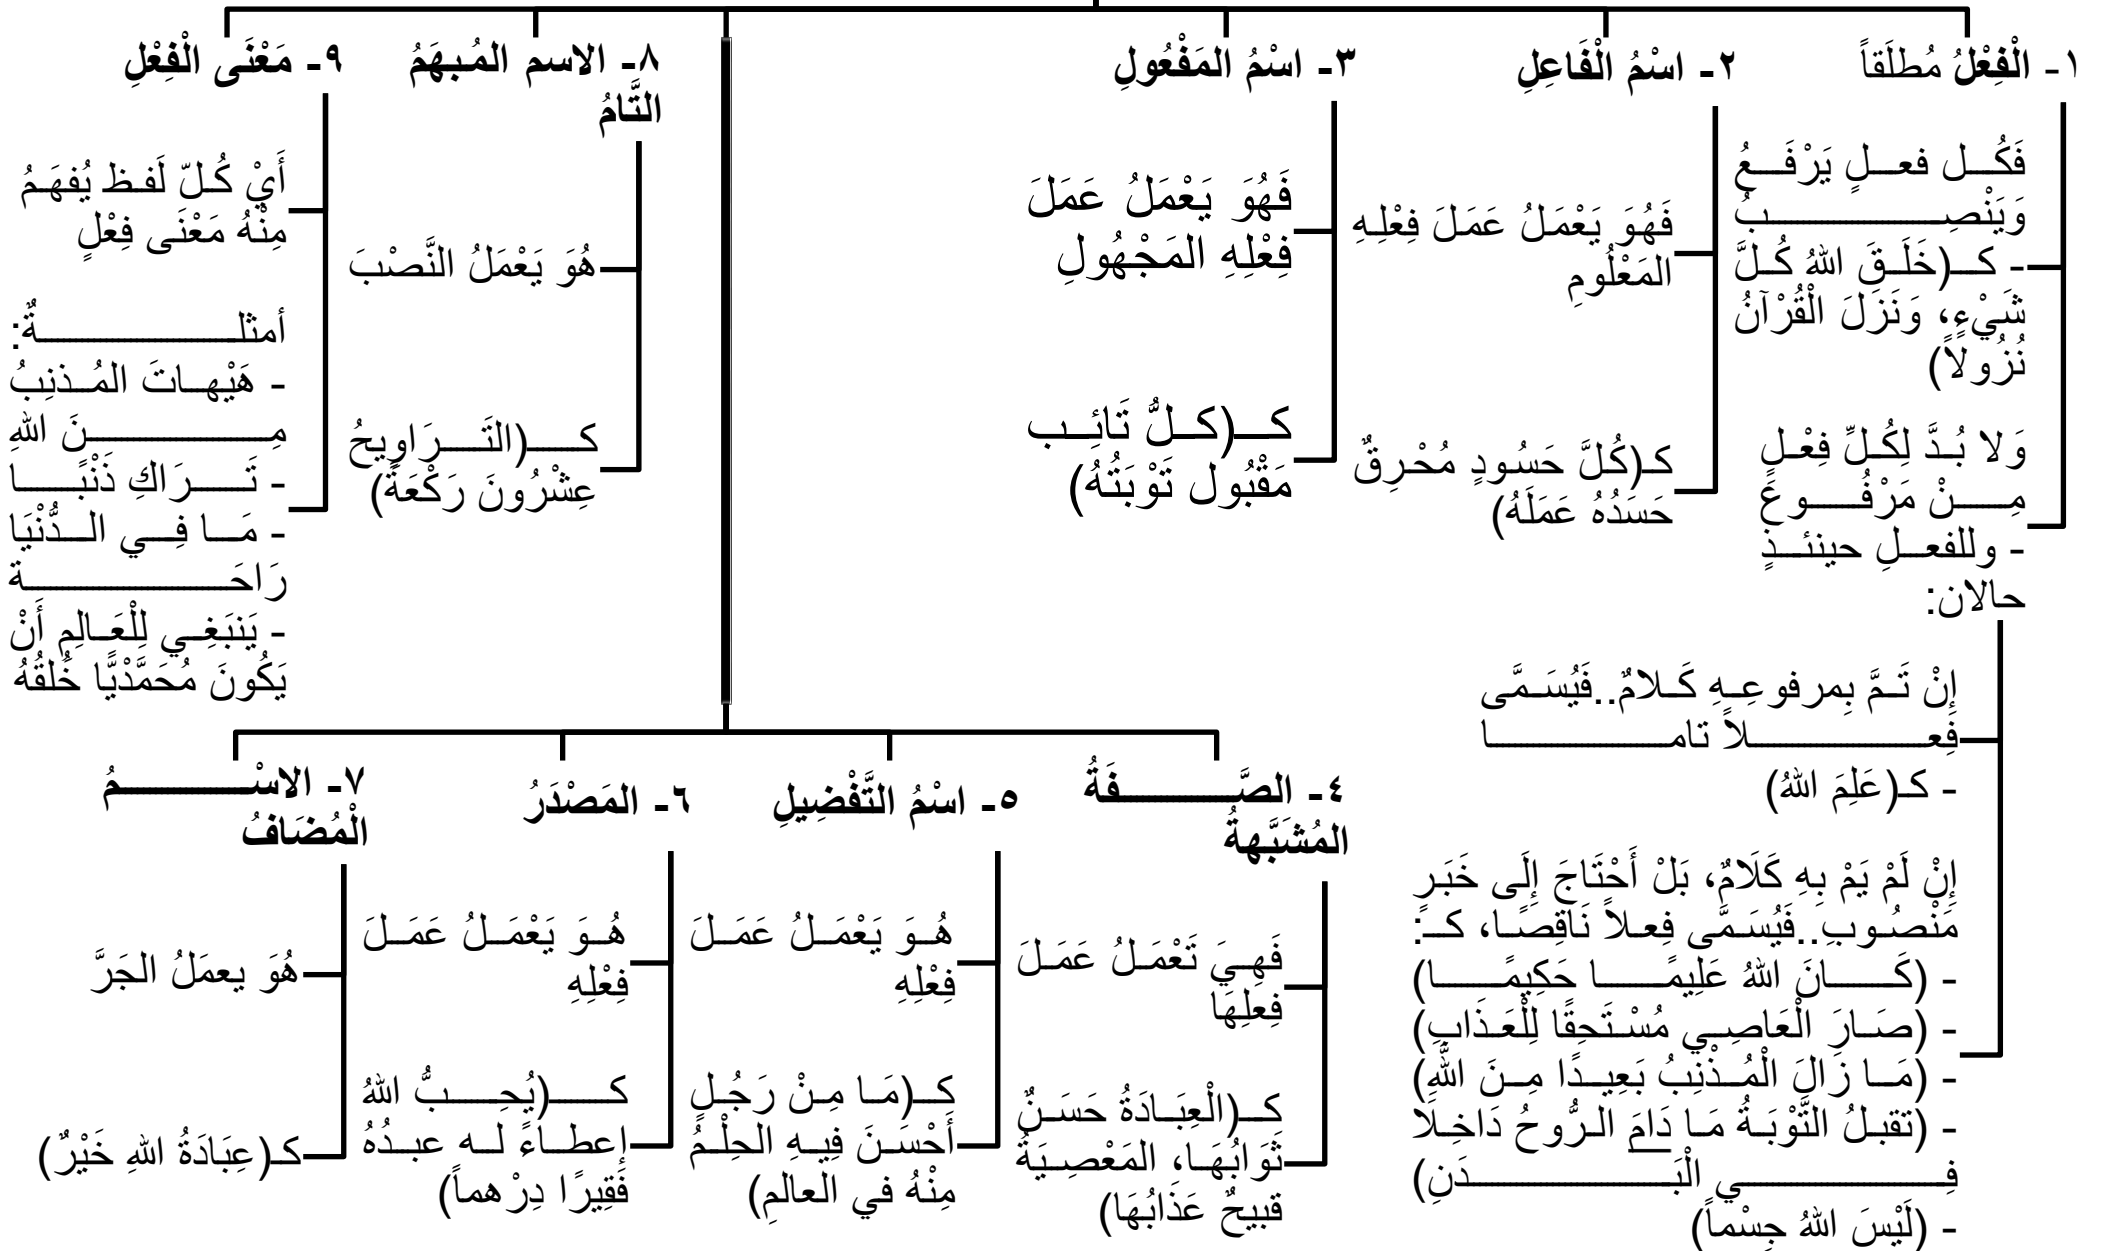 ١- الْفِعْلُ مُطلَقاً
فَكُل فعلٍ يَرْفَعُ
وَيَنْصِبُ
- كـ(خَلَقَ اللهُ كُلَّ
شَيْءٍ، وَنَزَلَ الْقُرْآنُ
نُزُولاً)
وَلا بُدَّ لِكُلِّ فِعْلٍ
مِنْ مَرْفُوعَ
- وللفعلِ حينئذٍ
حالان:
إِنْ تَمَّ بِمرفوعِهِ كَلامٌ..فَيُسَمَّى
فِعلاً تاما
- كـ(عَلِمَ اللهُ)
إِنْ لَمْ يَمْ بِهِ كَلَامٌ، بَلْ أَحْتَاجَ إِلَى خَبَرٍ
مَنْصُوبِ..فَيُسَمَّى فِعلاً نَاقِصًا، كـ:
- (كَانَ اللهُ عَلِيمًا حَكِيمًا)
- (صَارَ الْعَاصِي مُسْتَحِقًا لِلْعَذَابِ)
- (مَا زَالَ الْمُذْنِبُ بَعِيدًا مِنَ اللهِ)
- (تقبلُ التَّوْبَةُ مَا دَامَ الرُّوحُ دَاخِلًا
فِي الْبَدَنِ)
- (لَيْسَ اللهُ جِسْماً)
٢- اسْمُ الْفَاعِلِ
فَهُوَ يَعْمَلُ عَمَلَ فِعْلِهِ
المَعْلُومِ
كـ(كُلَّ حَسُودٍ مُحْرِقٌ
حَسَدُهُ عَمَلَهُ)
٣- اسْمُ المَفْعُولِ
فَهُوَ يَعْمَلُ عَمَلَ
فِعْلِهِ المَجْهُولِ
كـ(كلُّ تَائِب
مَقْبُول تَوْبَتُهُ)
٤- الصَّفَةُ
المُشَبَّهةُ
فَهِيَ تَعْمَلُ عَمَلَ
فِعلِهَا
كـ(الْعِبَادَةُ حَسَنٌ
ثَوَابُهَا، المَعْصِيَةُ
قبيحٌ عَذَابُهَا)
٥- اسْمُ التَّفْضِيلِ
هُوَ يَعْمَلُ عَمَلَ
فِعْلِهِ
كـ(مَا مِنْ رَجُلٍ
أَحْسَنَ فِيهِ الحِلْمُ
مِنْهُ في العالمِ)
٦- المَصْدَرُ
هُوَ يَعْمَلُ عَمَلَ
فِعْلِهِ
كـ(يُحِبُّ اللهُ
إعطاءً له عبدُهُ
فَقِيرًا دِرْهماً)
٧- الاسْمُ
الْمُضَافُ
هُوَ يعمَلُ الجَرَّ
كـ(عِبَادَةُ اللهِ خَيْرٌ)
٨- الاسم المُبهَمُ
التَّامُ
هُوَ يَعْمَلُ النَّصْبَ
كـ(التَرَاوِيحُ
عِشْرُونَ رَكْعَةً)
٩- مَعْنَى الْفِعْلِ
أَيْ كُلّ لَفظ يُفهَمُ
مِنْهُ مَعْنَى فِعْلٍ
أمثلةٌ:
- هَيْهاتَ المُذنِبُ
مِنَ اللهِ
- تَرَاكِ ذَنْبًا
- مَا فِي الدُّنْيَا
رَاحَة
- يَنبَغِي لِلْعَالِمِ أَنْ
يَكُونَ مُحَمَّدْيًّا خُلقُهُ